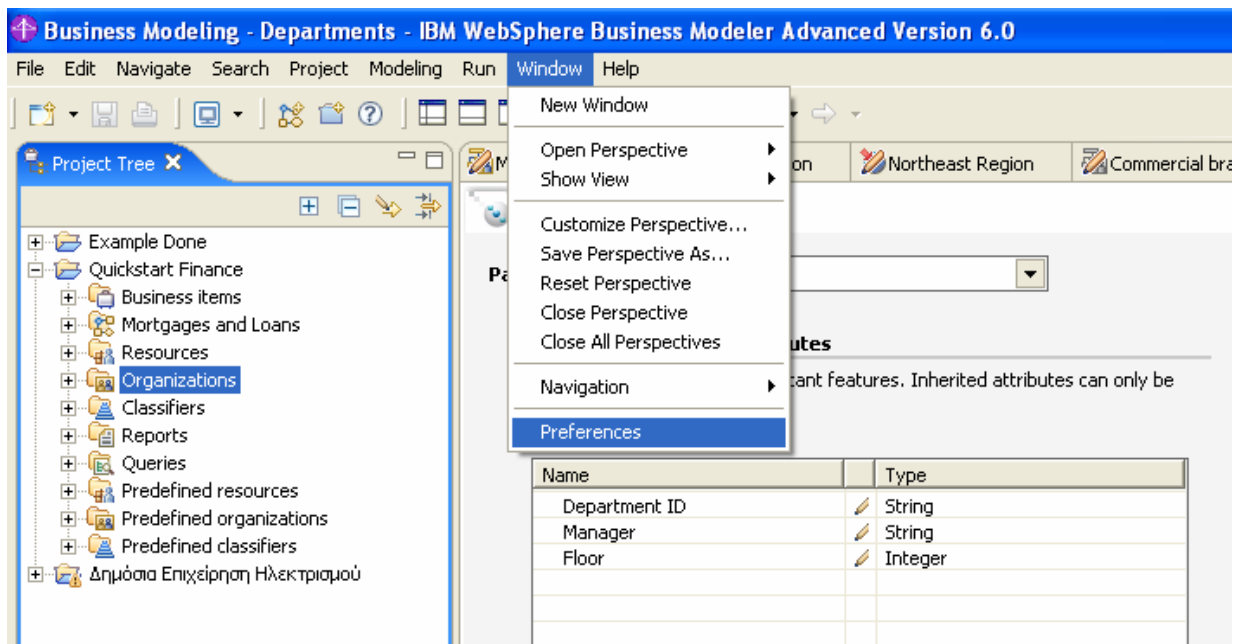 Business Modeling - Departments - IBM WebSphere Business Modeler Advanced Version 6.0
File Edit Navigate Search Project Modeling Run Window Help
New Window
Open Perspective
Show View
Customize Perspective...
Save Perspective As...
Reset Perspective
Close Perspective
Close All Perspectives
Navigation
Preferences
Project Tree
Example Done
Quickstart Finance
Business items
Mortgages and Loans
Resources
Organizations
Classifiers
Reports
Queries
Predefined resources
Predefined organizations
Predefined classifiers
Δημόσια Επιχείρηση Ηλεκτρισμού
Northeast Region Commercial
features. Inherited attributes can only be
Name Type
Department ID String
Manager String
Floor Integer